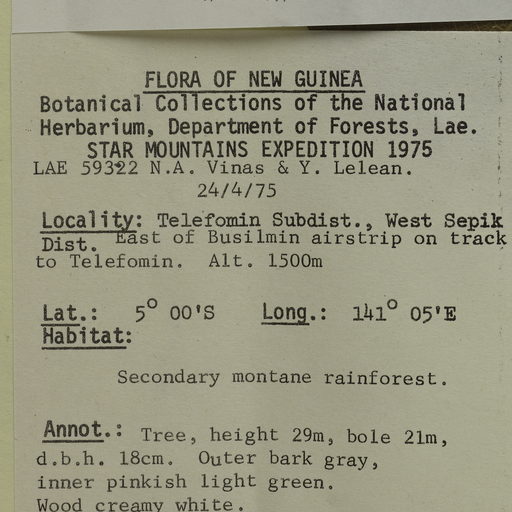 FLORA OF NEW GUINEA
Botanical Collections of the National
Herbarium, Department of Forests, Lae.
STAR MOUNTAINS EXPEDITION 1975
LAE 59322 N.A. Vinas & Y. Lelean.
24/4/75
Locality: Telefomin Subdist., West Sepik
Dist. East of Busilmin airstrip on track
to Telefomin. Alt. 1500m
Lat.: 5° 00'S Long.: 141° 05'E
Habitat:
Secondary montane rainforest.
Annot.: Tree, height 29m, bole 21m,
d.b.h. 18cm. Outer bark gray,
inner pinkish light green.
Wood creamy white.